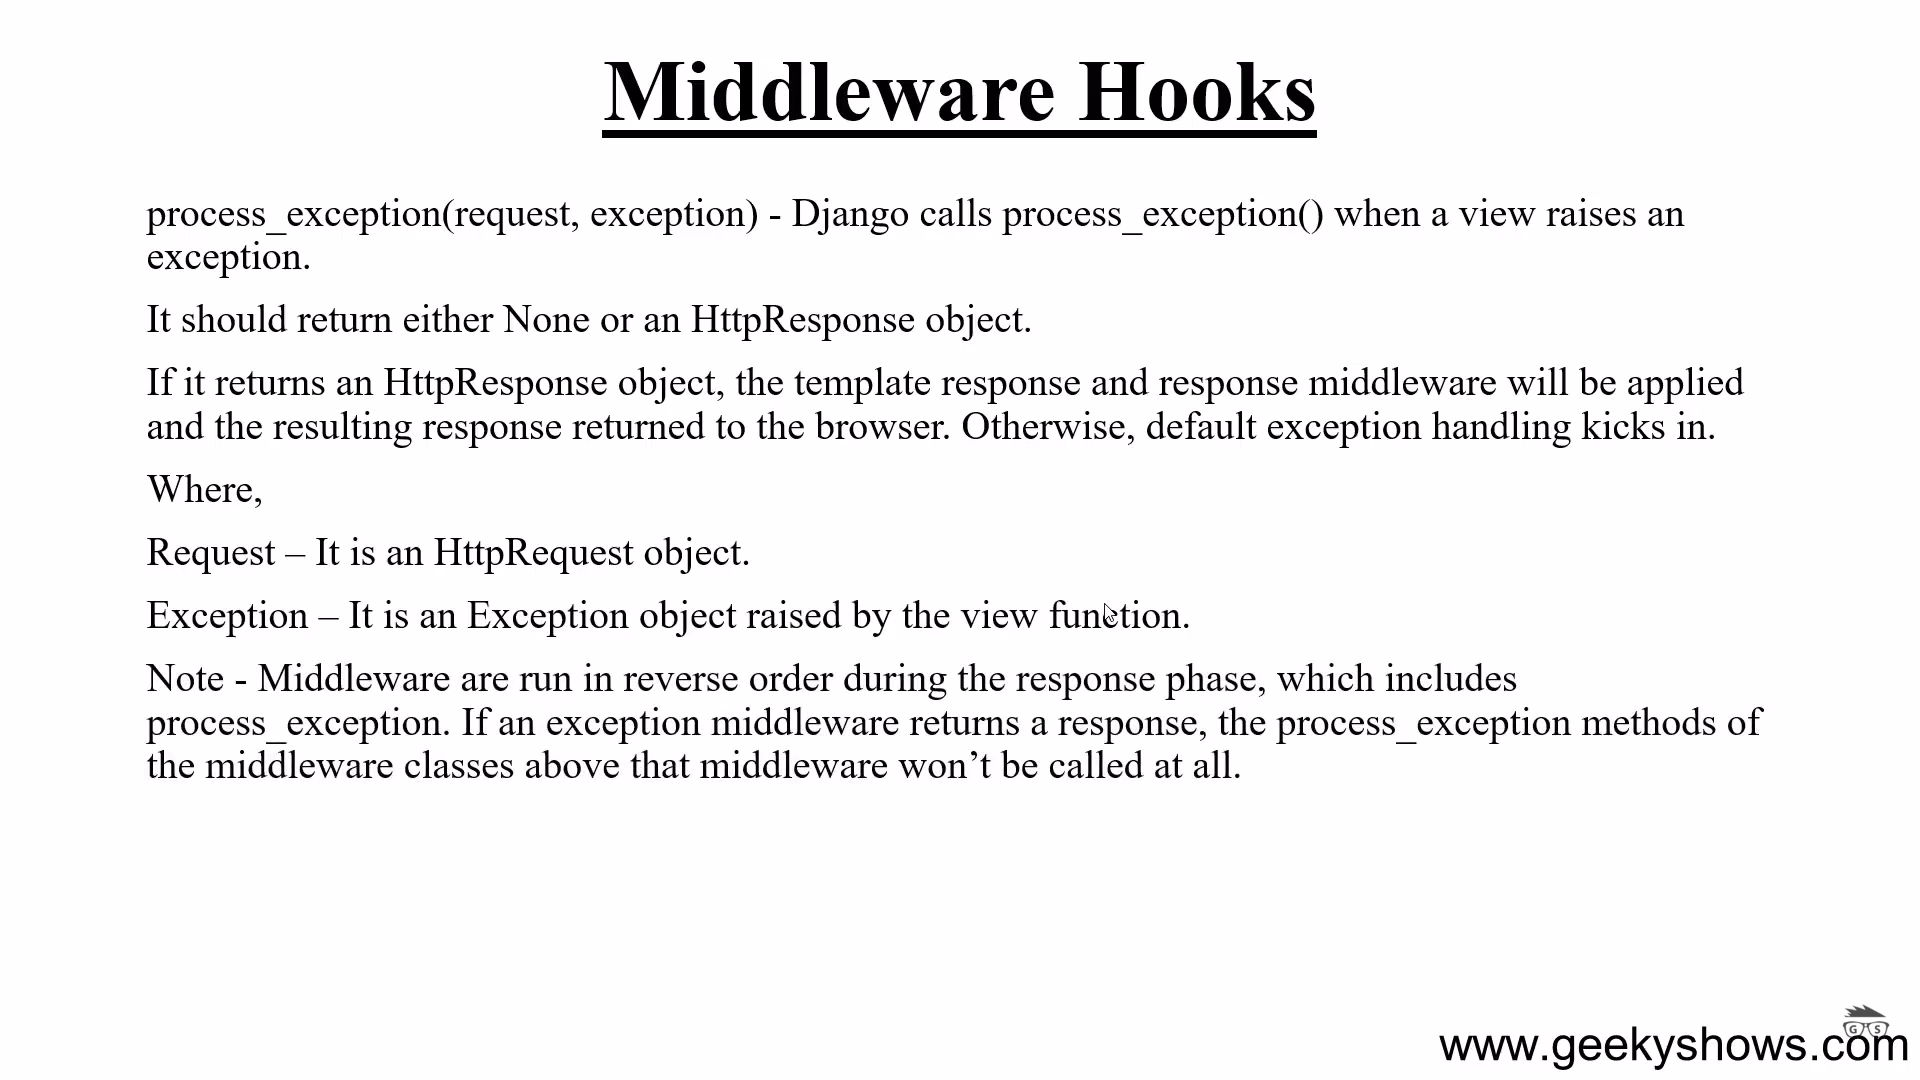 Middleware Hooks
process_exception(request, exception) - Django calls process_exception() when a view raises an
exception.
It should return either None or an HttpResponse object.
If it returns an HttpResponse object, the template response and response middleware will be applied
and the resulting response returned to the browser. Otherwise, default exception handling kicks in.
Where,
Request – It is an HttpRequest object.
Exception – It is an Exception object raised by the view function.
Note - Middleware are run in reverse order during the response phase, which includes
process_exception. If an exception middleware returns a response, the process_exception methods of
the middleware classes above that middleware won’t be called at all.
G S
www.geekyshows.com